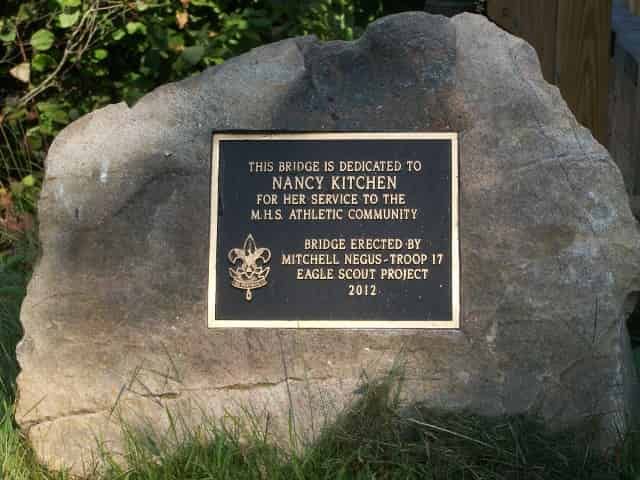 THIS BRIDGE IS DEDICATED TO
NANCY KITCHEN
FOR HER SERVICE TO THE
M.H.S. ATHLETIC COMMUNITY
BRIDGE ERECTED BY
MITCHELL NEGUS-TROOP 17
EAGLE SCOUT PROJECT
2012